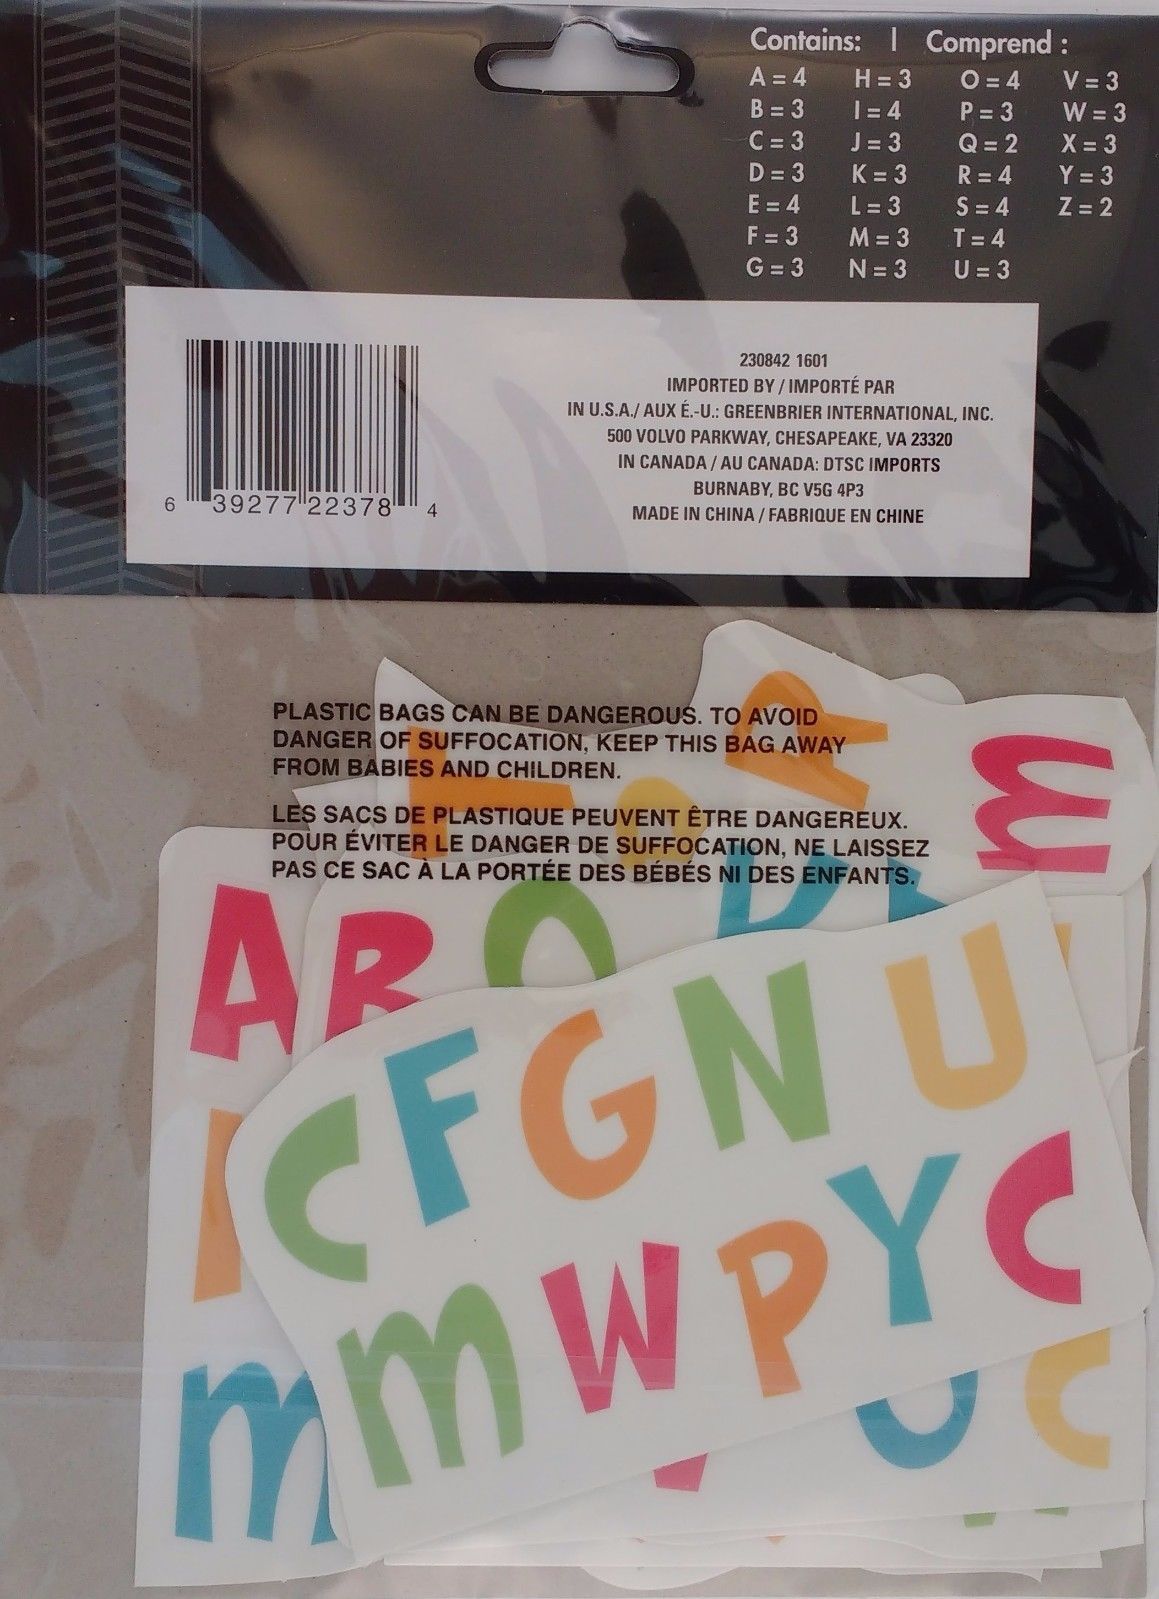 Contains: | Comprend :
A = 4 H = 3 O = 4 V = 3
B = 3 I = 4 P = 3 W = 3
C = 3 J = 3 Q = 2 X = 3
D = 3 K = 3 R = 4 Y = 3
E = 4 L = 3 S = 4 Z = 2
F = 3 M = 3 T = 4
G = 3 N = 3 U = 3
230842 1601
IMPORTED BY / IMPORTÉ PAR
IN U.S.A./ AUX É.-U.: GREENBRIER INTERNATIONAL, INC.
500 VOLVO PARKWAY, CHESAPEAKE, VA 23320
IN CANADA / AU CANADA: DTSC IMPORTS
BURNABY, BC V5G 4P3
MADE IN CHINA / FABRIQUE EN CHINE
6 39277 22378 4
PLASTIC BAGS CAN BE DANGEROUS. TO AVOID
DANGER OF SUFFOCATION, KEEP THIS BAG AWAY
FROM BABIES AND CHILDREN.
LES SACS DE PLASTIQUE PEUVENT ÊTRE DANGEREUX.
POUR ÉVITER LE DANGER DE SUFFOCATION, NE LAISSEZ
PAS CE SAC À LA PORTÉE DES BÉBÉS NI DES ENFANTS.
R m
A
C F G N U
m W P Y C
m C